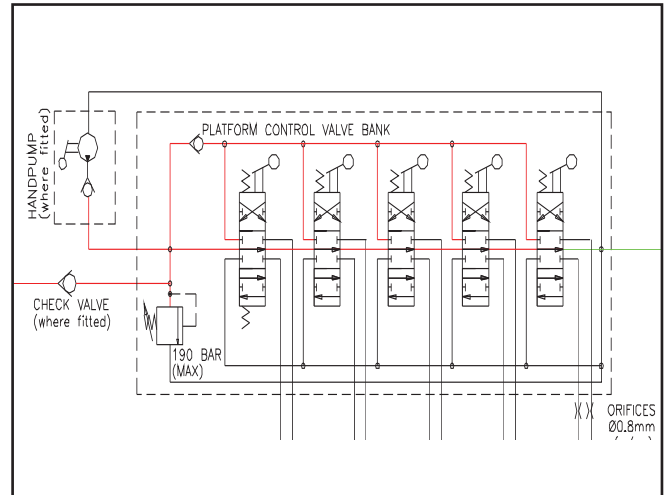 HANDPUMP
(where fitted)
PLATFORM CONTROL VALVE BANK
CHECK VALVE
(where fitted)
190 BAR
(MAX)
ORIFICES
Ø0.8mm